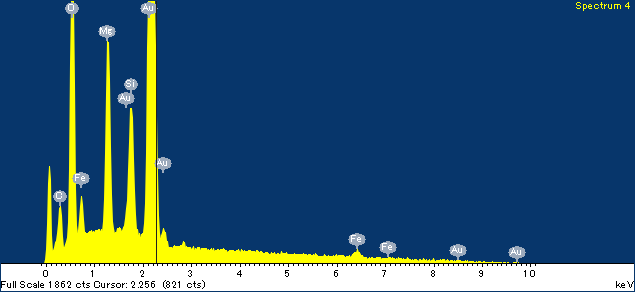 Spectrum 4
O Au
Mg
Si
Au
Au
Fe
C
Fe Fe Au Au
0 1 2 3 4 5 6 7 8 9 10
Full Scale 1862 cts Cursor: 2.256 (821 cts) keV